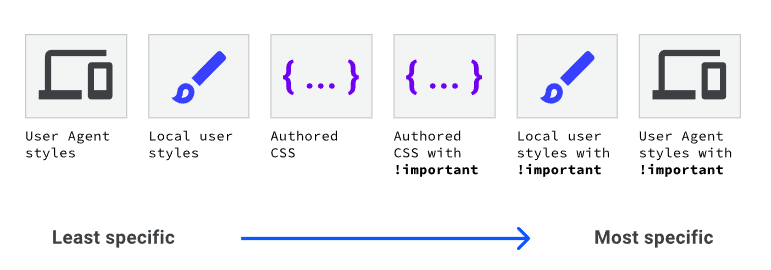 { ... }
{ ... }
User Agent
styles
Local user
styles
Authored
CSS
Authored
CSS with
!important
Local user
styles with
!important
User Agent
styles with
!important
Least specific
Most specific